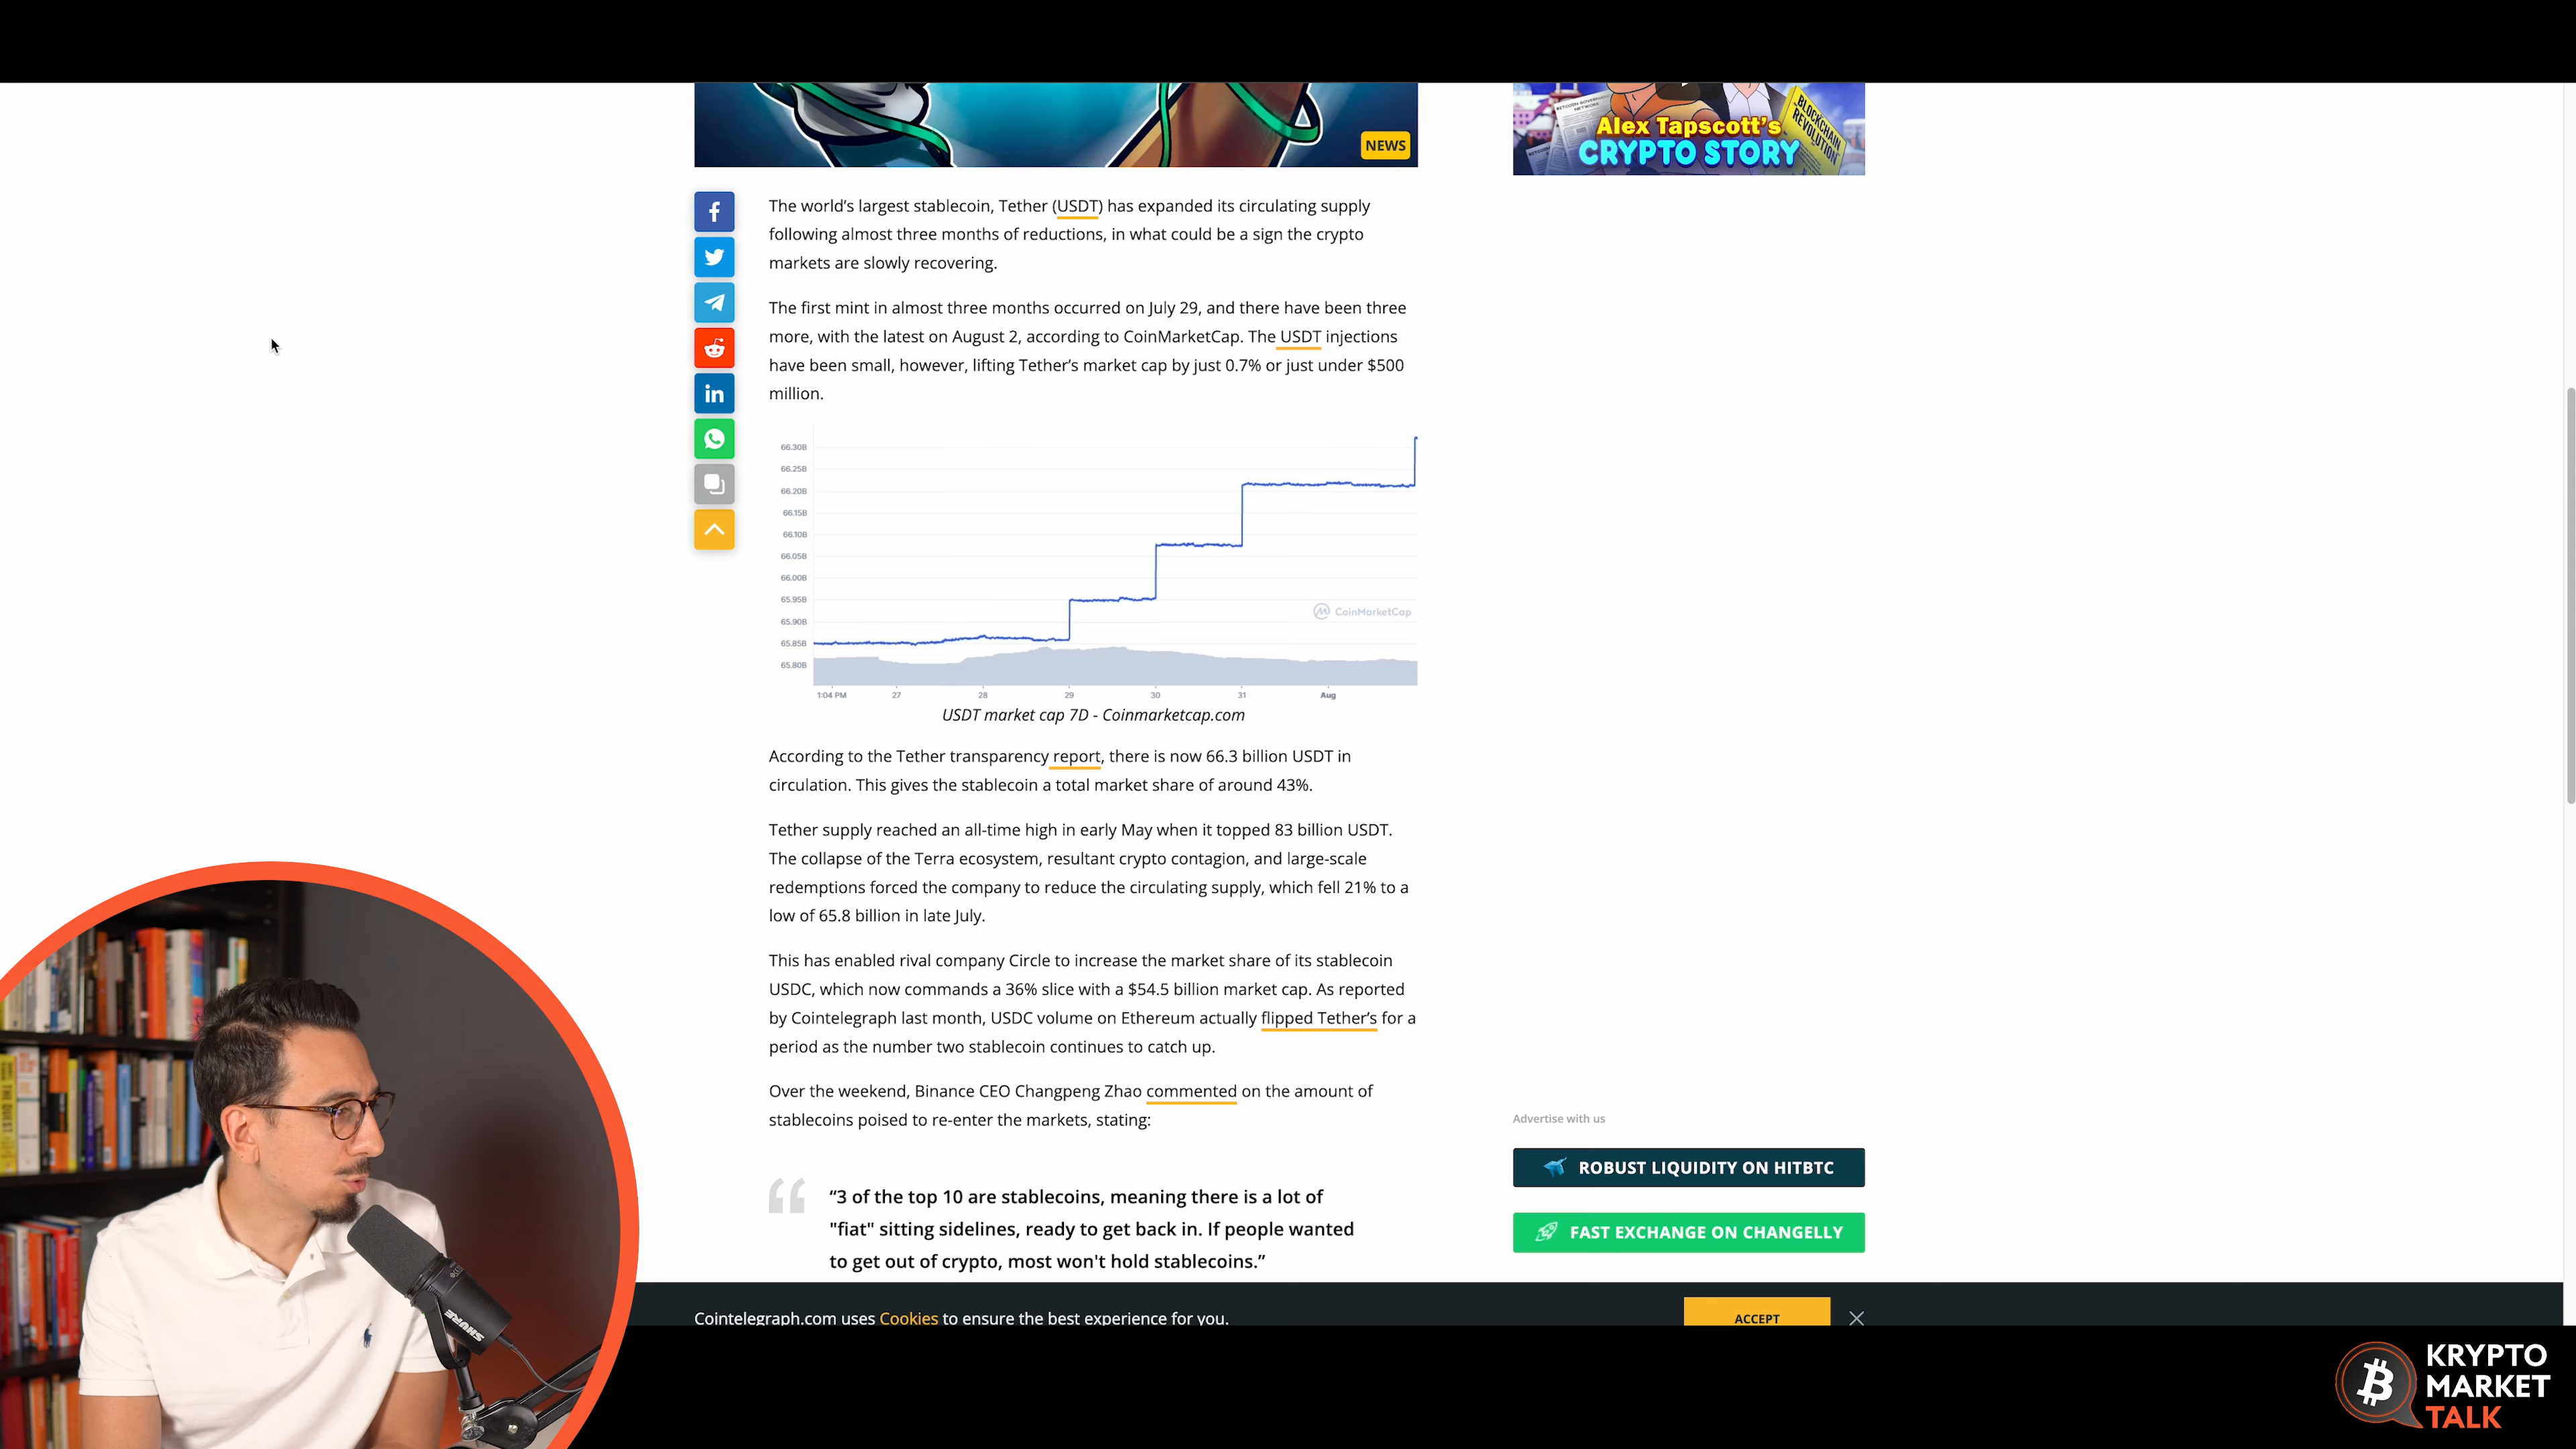 NEWS
Alex Tapscott's
CRYPTO STORY
BLOCKCHAIN
REVOLUTION
The world's largest stablecoin, Tether (USDT) has expanded its circulating supply
following almost three months of reductions, in what could be a sign the crypto
markets are slowly recovering.
The first mint in almost three months occurred on July 29, and there have been three
more, with the latest on August 2, according to CoinMarketCap. The USDT injections
have been small, however, lifting Tether's market cap by just 0.7% or just under $500
million.
66.30B
66.25B
66.20B
66.15B
66.10B
66.05B
66.00B
65.95B
65.90B
65.85B
65.80B
CoinMarketCap
1:04 PM 27 28 29 30 31 Aug
USDT market cap 7D - Coinmarketcap.com
According to the Tether transparency report, there is now 66.3 billion USDT in
circulation. This gives the stablecoin a total market share of around 43%.
Tether supply reached an all-time high in early May when it topped 83 billion USDT.
The collapse of the Terra ecosystem, resultant crypto contagion, and large-scale
redemptions forced the company to reduce the circulating supply, which fell 21% to a
low of 65.8 billion in late July.
This has enabled rival company Circle to increase the market share of its stablecoin
USDC, which now commands a 36% slice with a $54.5 billion market cap. As reported
by Cointelegraph last month, USDC volume on Ethereum actually flipped Tether's for a
period as the number two stablecoin continues to catch up.
Over the weekend, Binance CEO Changpeng Zhao commented on the amount of
stablecoins poised to re-enter the markets, stating:
“3 of the top 10 are stablecoins, meaning there is a lot of
"fiat" sitting sidelines, ready to get back in. If people wanted
to get out of crypto, most won't hold stablecoins.”
Advertise with us
ROBUST LIQUIDITY ON HITBTC
FAST EXCHANGE ON CHANGELLY
Cointelegraph.com uses Cookies to ensure the best experience for you.
ACCEPT
SHURE
KRYPTO
MARKET
TALK